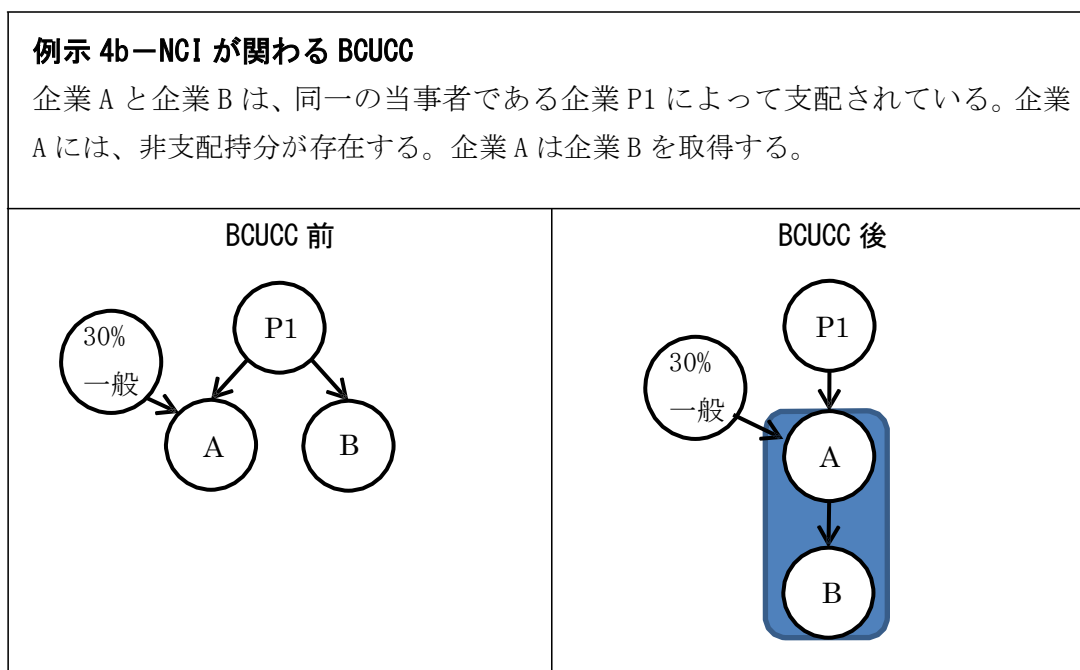 例示 4b－NCI が関わる BCUCC
企業 A と企業 B は、同一の当事者である企業 P1 によって支配されている。企業
A には、非支配持分が存在する。企業 A は企業 B を取得する。
BCUCC 前
P1
30%
一般
A
B
BCUCC 後
P1
30%
一般
A
B